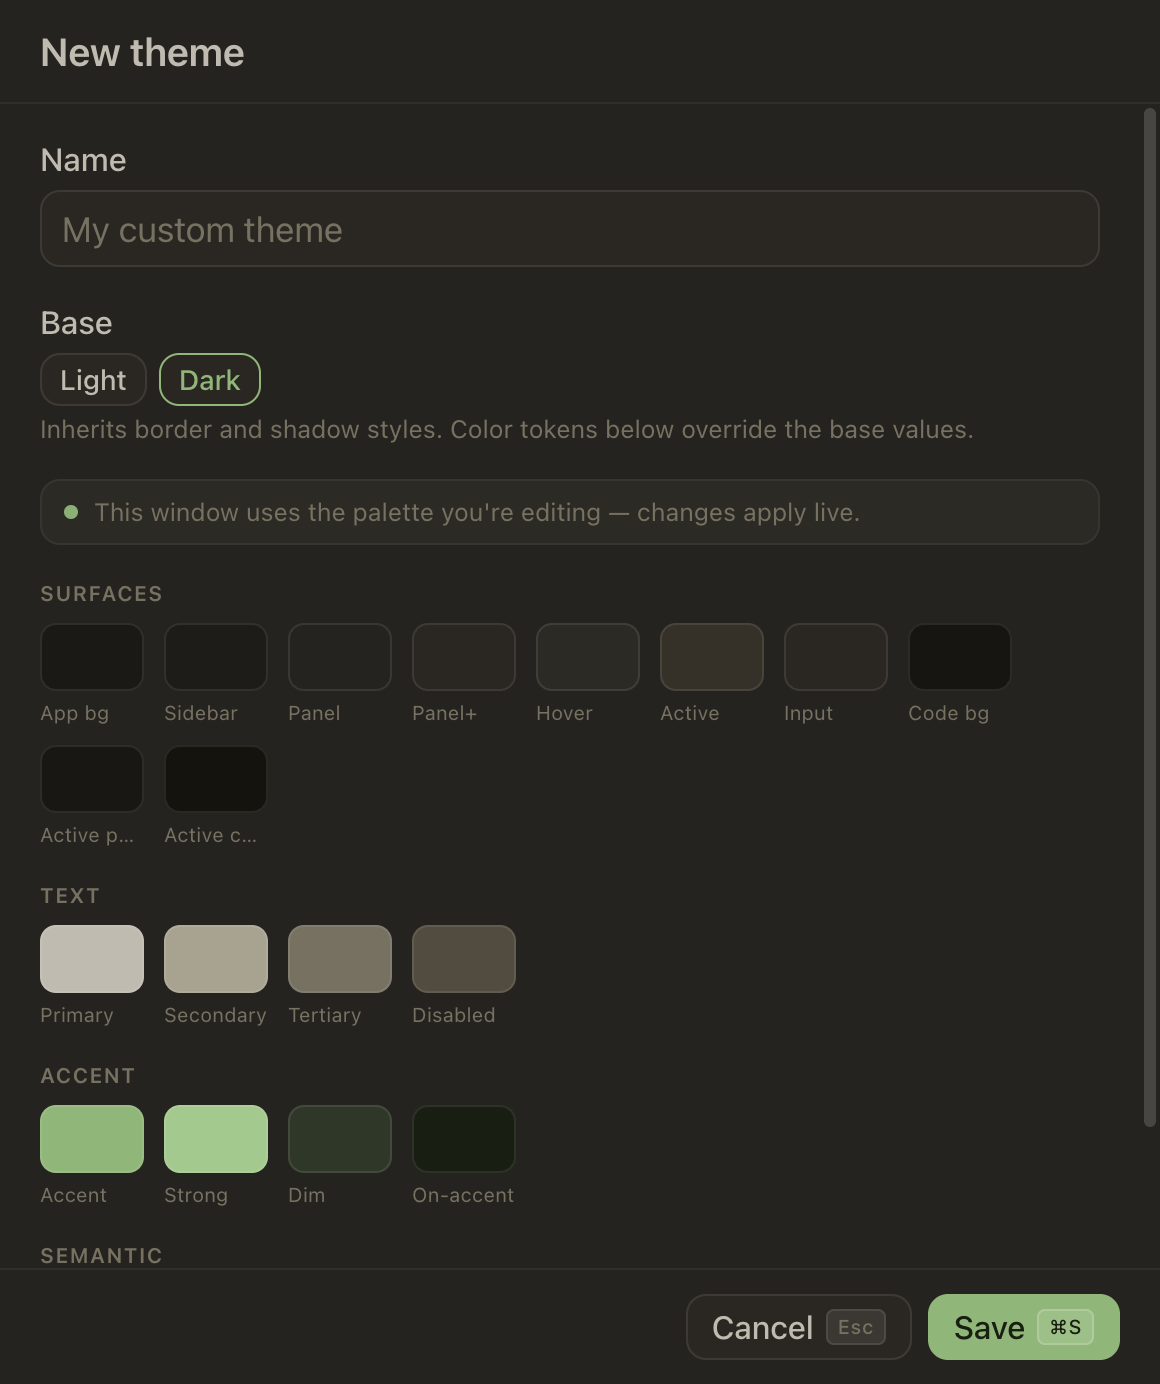 New theme
Name
My custom theme
Base
Light Dark
Inherits border and shadow styles. Color tokens below override the base values.
This window uses the palette you're editing — changes apply live.
SURFACES
App bg Sidebar Panel Panel+ Hover Active Input Code bg
Active p... Active c...
TEXT
Primary Secondary Tertiary Disabled
ACCENT
Accent Strong Dim On-accent
SEMANTIC
Cancel Esc Save ⌘S